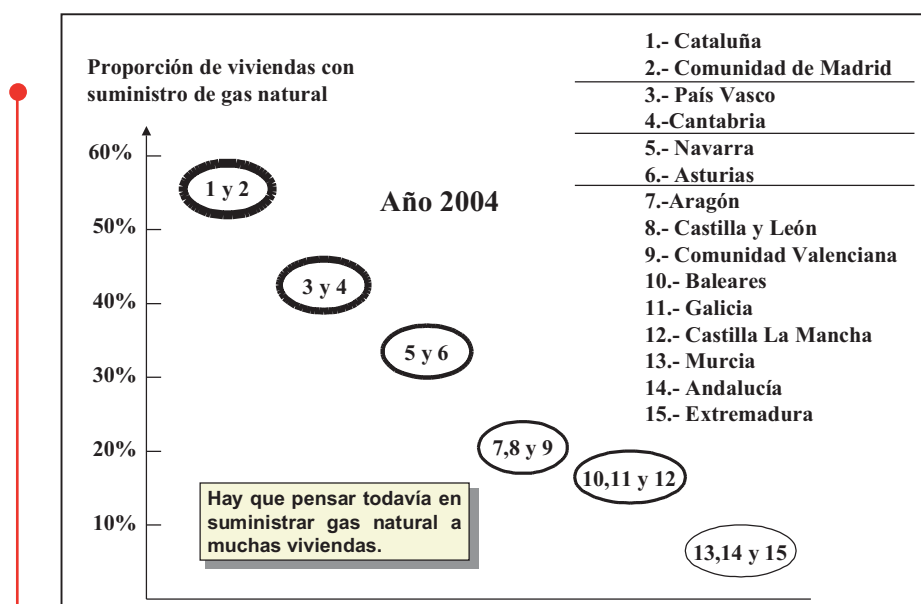 Proporción de viviendas con
suministro de gas natural
1.- Cataluña
2.- Comunidad de Madrid
3.- País Vasco
4.-Cantabria
5.- Navarra
6.- Asturias
7.-Aragón
8.- Castilla y León
9.- Comunidad Valenciana
10.- Baleares
11.- Galicia
12.- Castilla La Mancha
13.- Murcia
14.- Andalucía
15.- Extremadura
Año 2004
60%
50%
40%
30%
20%
10%
1 y 2
3 y 4
5 y 6
7,8 y 9
10,11 y 12
13,14 y 15
Hay que pensar todavía en
suministrar gas natural a
muchas viviendas.